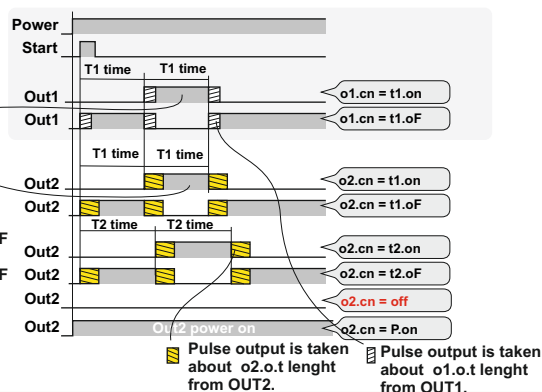 Power
Start
T1 time T1 time
Out1 o1.cn = t1.on
Out1 o1.cn = t1.oF
T1 time T1 time
Out2 o2.cn = t1.on
Out2 o2.cn = t1.oF
T2 time T2 time
F Out2 o2.cn = t2.on
F Out2 o2.cn = t2.oF
Out2 o2.cn = off
Out2 Out2 power on o2.cn = P.on
Pulse output is taken
about o2.o.t lenght
from OUT2.
Pulse output is taken
about o1.o.t lenght
from OUT1.